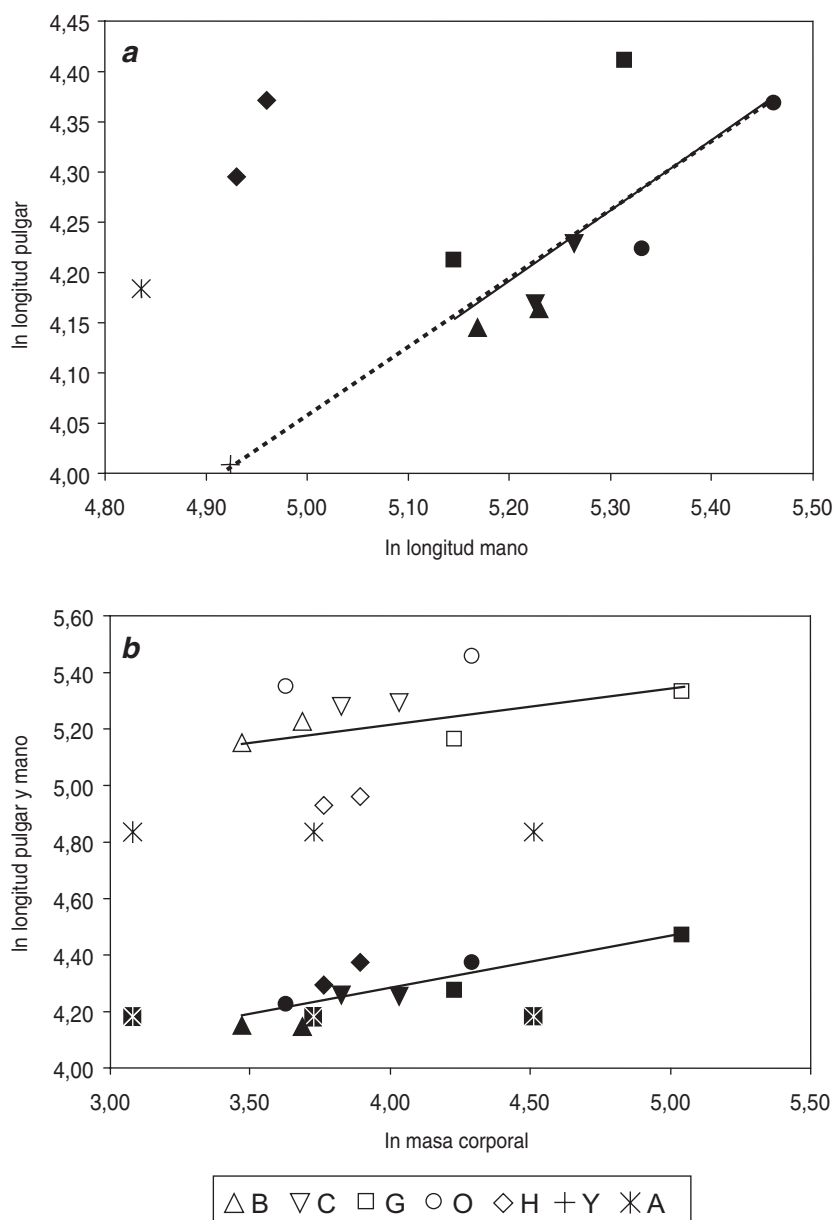 a
4,45
4,40
4,35
4,30
4,25
4,20
4,15
4,10
4,05
4,00
ln longitud pulgar
4,80 4,90 5,00 5,10 5,20 5,30 5,40 5,50
ln longitud mano
b
5,60
5,40
5,20
5,00
4,80
4,60
4,40
4,20
4,00
ln longitud pulgar y mano
3,00 3,50 4,00 4,50 5,00 5,50
ln masa corporal
B C G O H Y A